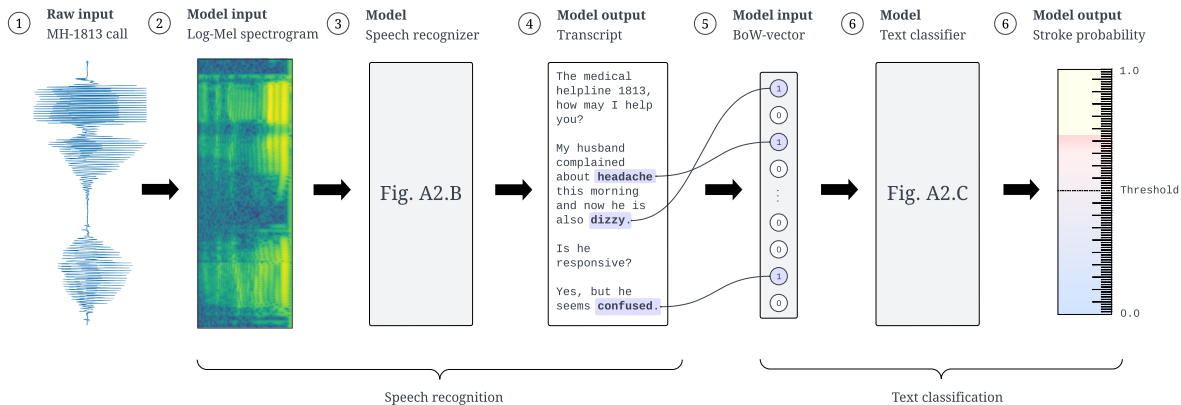 1
Raw input
MH-1813 call
2
Model input
Log-Mel spectrogram
3
Model
Speech recognizer
4
Model output
Transcript
5
Model input
BoW-vector
6
Model
Text classifier
6
Model output
Stroke probability
Fig. A2.B
The medical
helpline 1813,
how may I help
you?
My husband
complained
about headache
this morning
and now he is
also dizzy.
Is he
responsive?
Yes, but he
seems confused.
1
0
1
0
⋮
0
0
1
0
Fig. A2.C
1.0
Threshold
0.0
Speech recognition
Text classification